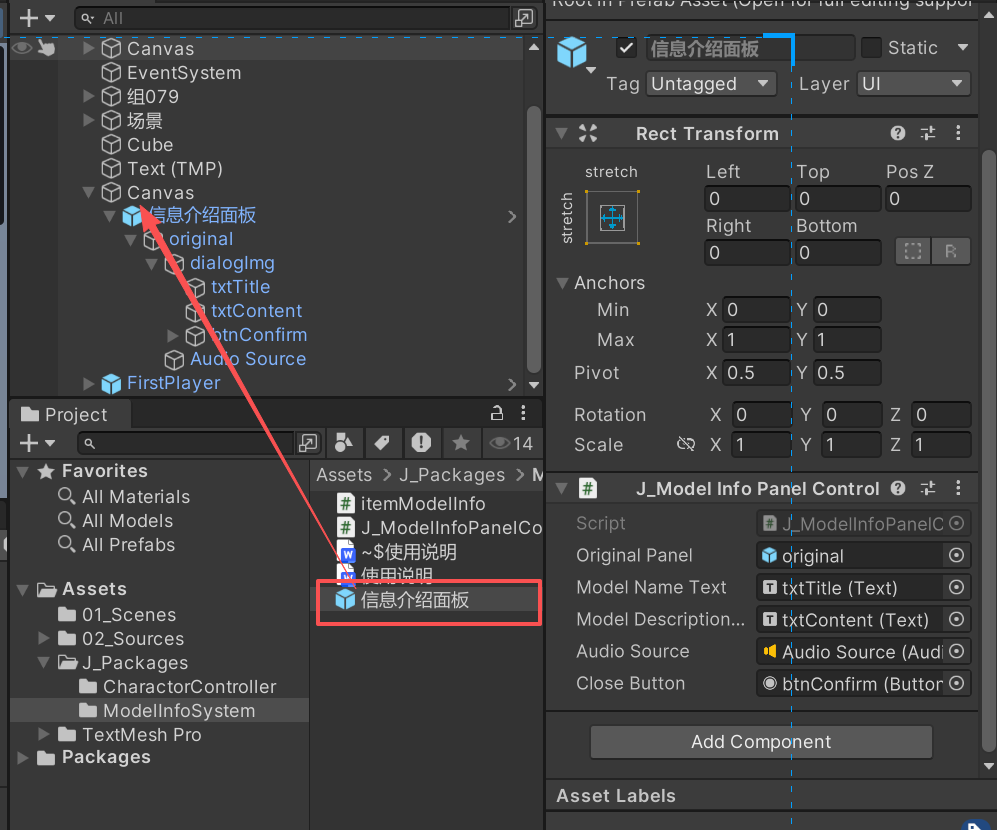 All
Canvas
EventSystem
组079
场景
Cube
Text (TMP)
Canvas
信息介绍面板
original
dialogImg
txtTitle
txtContent
btnConfirm
Audio Source
FirstPlayer
Project
14
Favorites
All Materials
All Models
All Prefabs
Assets
01_Scenes
02_Sources
J_Packages
CharactorController
ModelInfoSystem
TextMesh Pro
Packages
Assets > J_Packages > M
itemModelInfo
J_ModelInfoPanelCo
~$使用说明
使用说明
信息介绍面板
Root in Prefab Asset (Open for full editing suppor
信息介绍面板 Static
Tag Untagged Layer UI
Rect Transform
stretch
stretch
Left Top Pos Z
0 0 0
Right Bottom
0 0 R
Anchors
Min X 0 Y 0
Max X 1 Y 1
Pivot X 0.5 Y 0.5
Rotation X 0 Y 0 Z 0
Scale X 1 Y 1 Z 1
J_Model Info Panel Control
Script J_ModelInfoPanelC
Original Panel original
Model Name Text txtTitle (Text)
Model Description... txtContent (Text)
Audio Source Audio Source (Audi
Close Button btnConfirm (Button
Add Component
Asset Labels